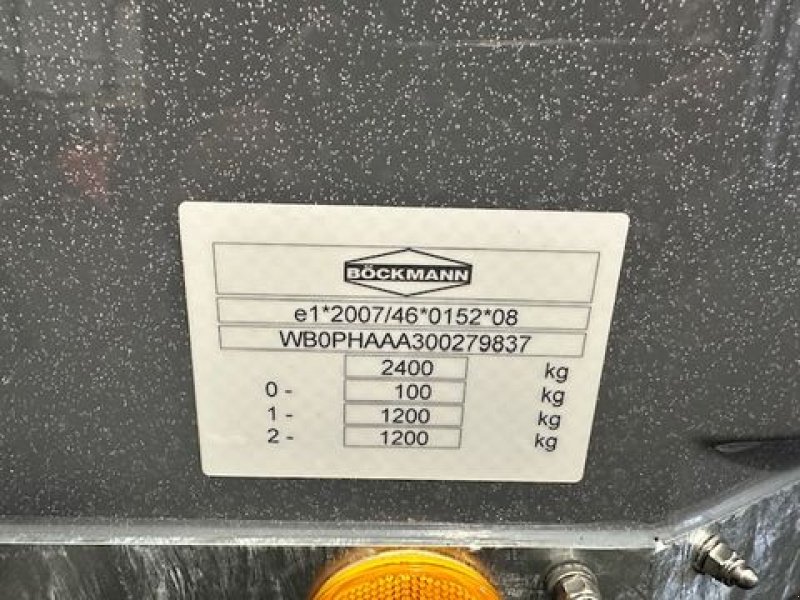 BÖCKMANN
e1*2007/46*0152*08
WB0PHAAA300279837
2400 kg
0 - 100 kg
1 - 1200 kg
2 - 1200 kg